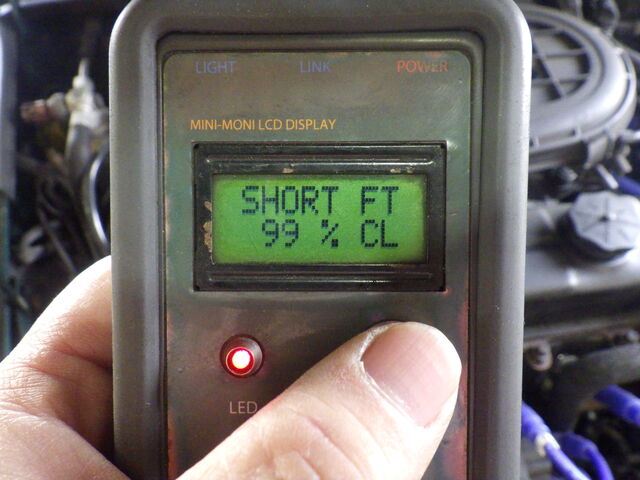 LIGHT LINK POWER
MINI-MONI LCD DISPLAY
SHORT FT
99 % CL
LED